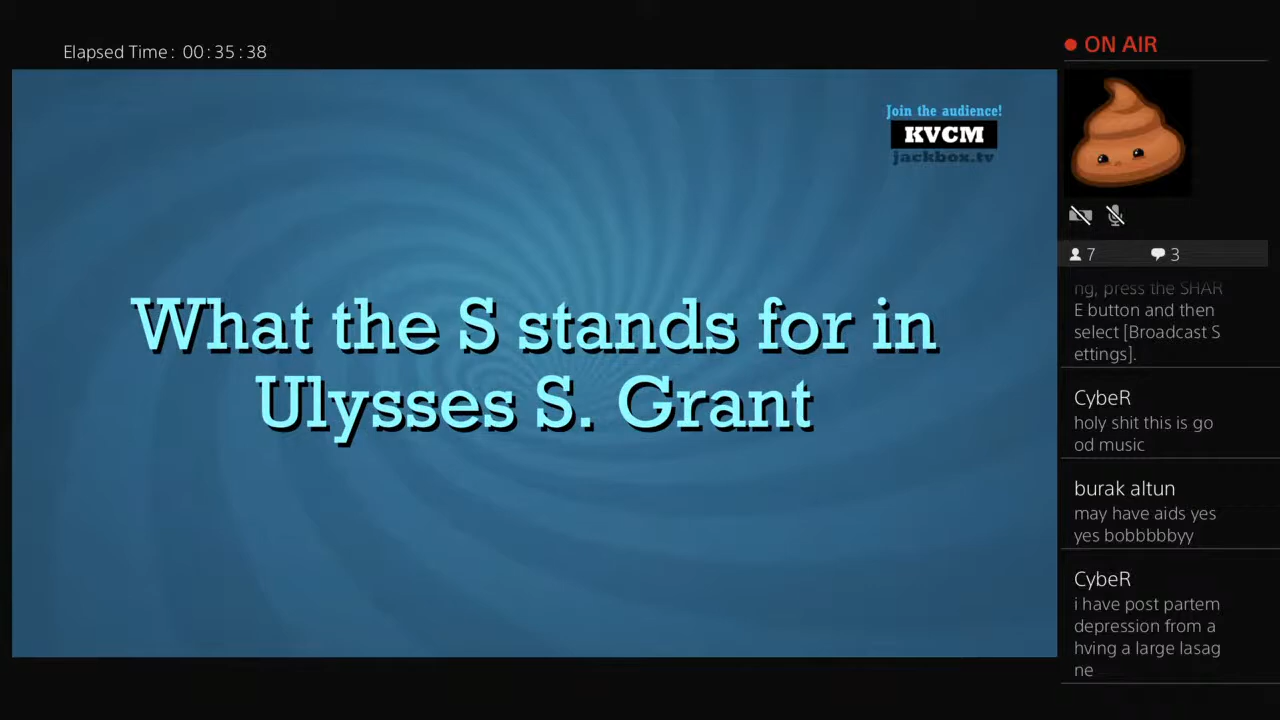 Elapsed Time: 00:35:38
ON AIR
Join the audience!
KVCM
jackbox.tv
What the S stands for in
Ulysses S. Grant
7
3
ng, press the SHAR
E button and then
select [Broadcast S
ettings].
CybeR
holy shit this is go
od music
burak altun
may have aids yes
yes bobbbbbyy
CybeR
i have post partem
depression from a
hving a large lasag
ne